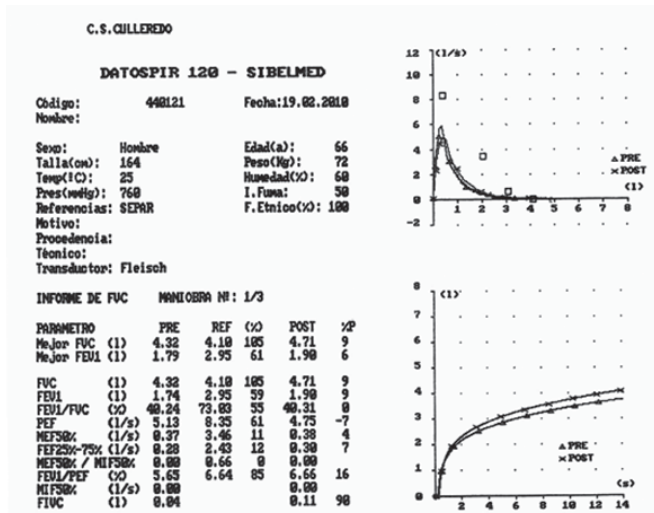 C.S.CULLEREDO
DATOSPIR 120 - SIBELMED
Código: 440121 Fecha:19.02.2010
Nombre:
Sexo: Hombre Edad(a): 66
Talla(cm): 164 Peso(Kg): 72
Temp(ºC): 25 Humedad(%): 60
Pres(mmHg): 760 I.Fuma: 50
Referencias: SEPAR F.Etnico(%): 100
Motivo:
Procedencia:
Técnico:
Transductor: Fleisch
INFORME DE FVC MANIOBRA Nº: 1/3
PARAMETRO PRE REF (%) POST %P
Mejor FVC (l) 4.32 4.10 105 4.71 9
Mejor FEV1 (l) 1.79 2.95 61 1.90 6
FVC (l) 4.32 4.10 105 4.71 9
FEV1 (l) 1.74 2.95 59 1.90 9
FEV1/FVC (%) 40.24 73.03 55 40.31 0
PEF (l/s) 5.13 8.35 61 4.75 -7
MEF50% (l/s) 0.37 3.46 11 0.38 4
FEF25%-75% (l/s) 0.28 2.43 12 0.30 7
MEF50% / MIF50% 0.00 0.66 0 0.00
FEV1/PEF (%) 5.65 6.64 85 6.66 16
MIF50% (l/s) 0.00 0.00
FIVC (l) 0.04 0.11 90
12 (l/s)
10
8
6
4
2
0
-2
1 2 3 4 5 6 7 8
(l)
PRE
POST
8
(l)
7
6
5
4
3
2
1
0
PRE
POST
(s)
2 4 6 8 10 12 14